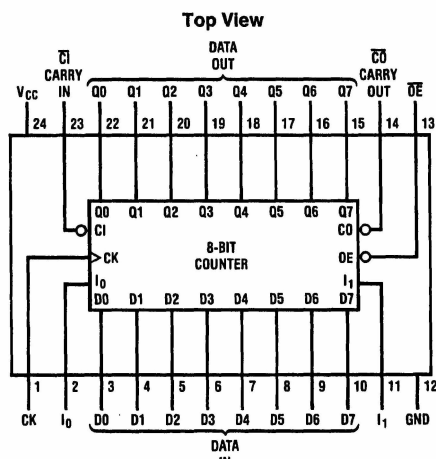 Top View
DATA
OUT
CI
CARRY
IN
VCC
Q0 Q1 Q2 Q3 Q4 Q5 Q6 Q7
CO
CARRY
OUT
OE
24 23 22 21 20 19 18 17 16 15 14 13
Q0 Q1 Q2 Q3 Q4 Q5 Q6 Q7
CI CO
8-BIT
COUNTER
CK OE
I0 I1
D0 D1 D2 D3 D4 D5 D6 D7
1 2 3 4 5 6 7 8 9 10 11 12
CK I0 D0 D1 D2 D3 D4 D5 D6 D7 I1 GND
DATA